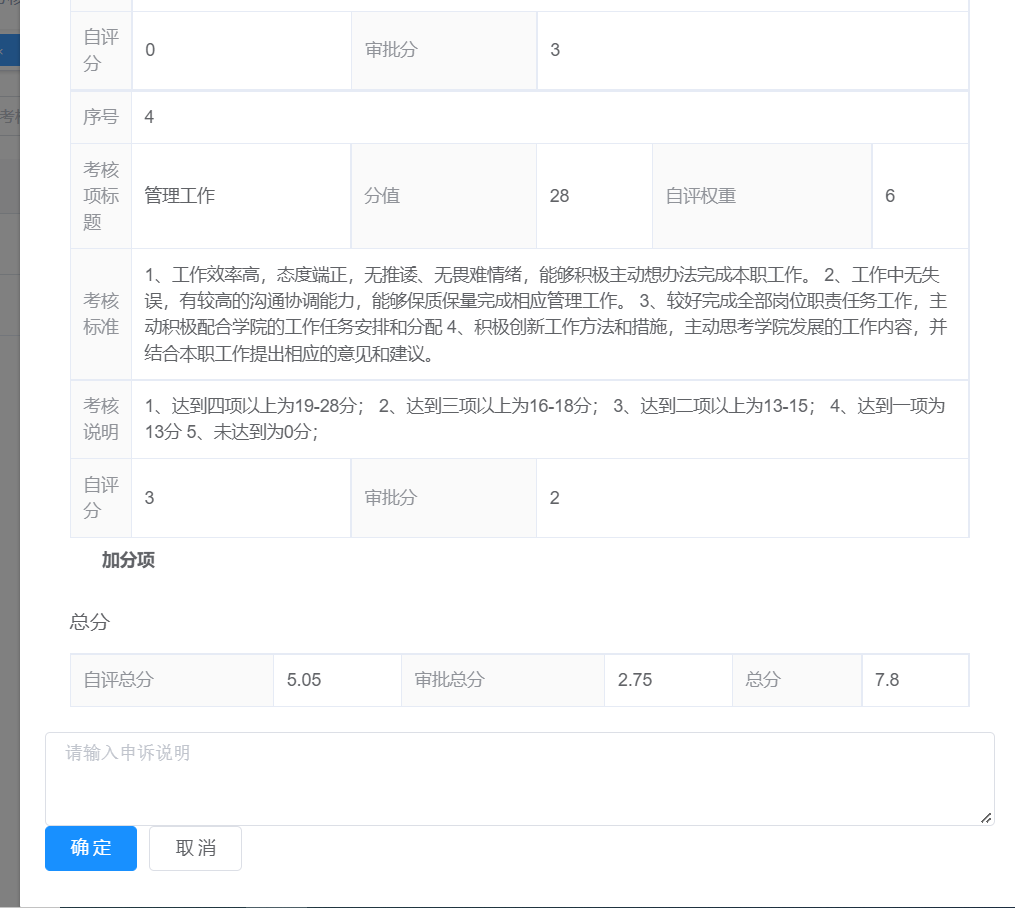 自评
分
0
审批分
3
序号
4
考核
项标
题
管理工作
分值
28
自评权重
6
考核
标准
1、工作效率高，态度端正，无推诿、无畏难情绪，能够积极主动想办法完成本职工作。 2、工作中无失
误，有较高的沟通协调能力，能够保质保量完成相应管理工作。 3、较好完成全部岗位职责任务工作，主
动积极配合学院的工作任务安排和分配 4、积极创新工作方法和措施，主动思考学院发展的工作内容，并
结合本职工作提出相应的意见和建议。
考核
说明
1、达到四项以上为19-28分； 2、达到三项以上为16-18分； 3、达到二项以上为13-15； 4、达到一项为
13分 5、未达到为0分；
自评
分
3
审批分
2
加分项
总分
自评总分
5.05
审批总分
2.75
总分
7.8
请输入申诉说明
确定
取消